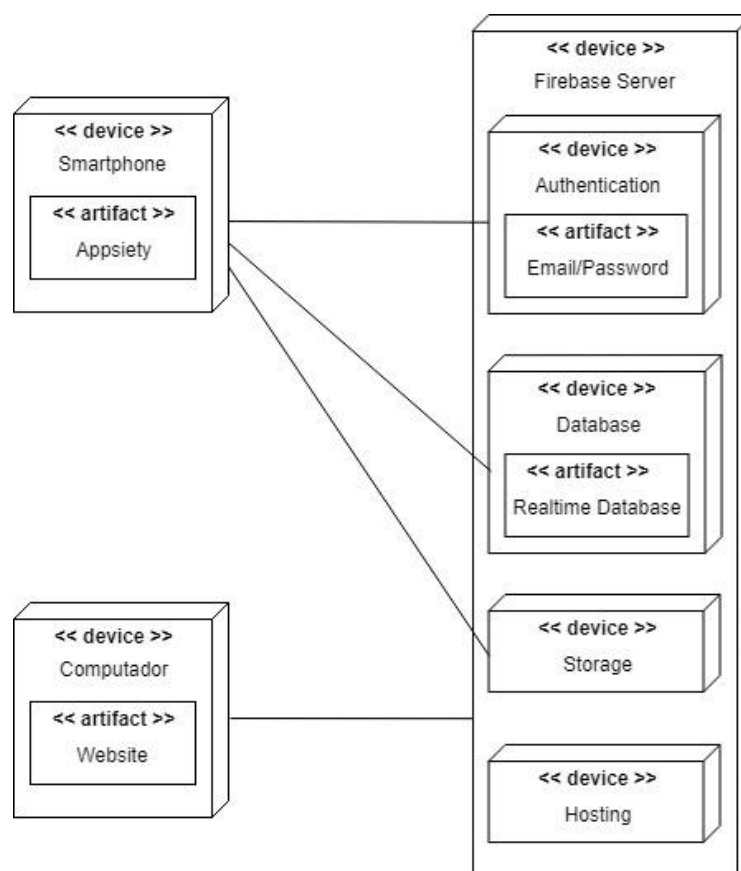 << device >>
Smartphone
<< artifact >>
Appsiety
<< device >>
Computador
<< artifact >>
Website
<< device >>
Firebase Server
<< device >>
Authentication
<< artifact >>
Email/Password
<< device >>
Database
<< artifact >>
Realtime Database
<< device >>
Storage
<< device >>
Hosting